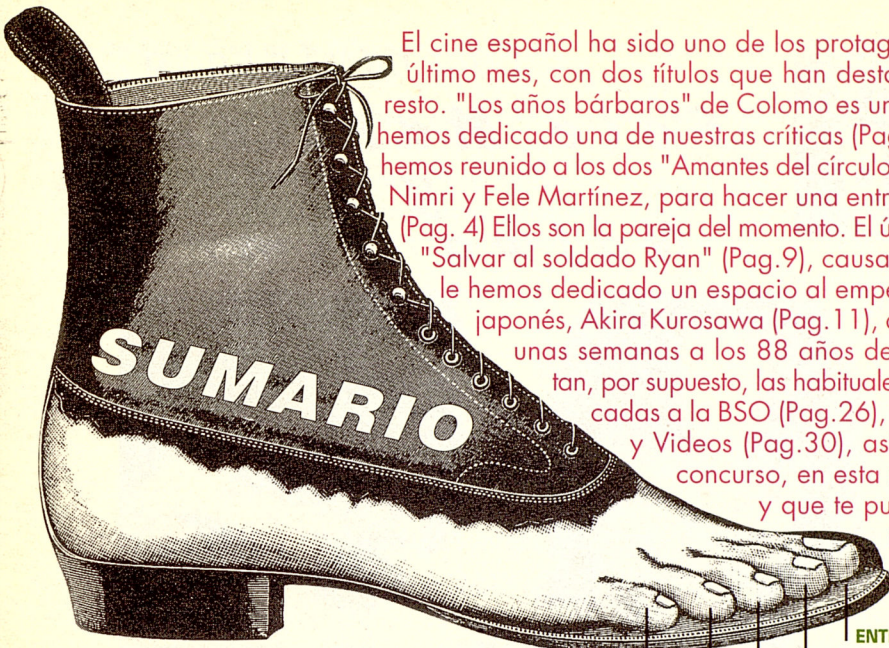 El cine español ha sido uno de los protag
último mes, con dos títulos que han desta
resto. "Los años bárbaros" de Colomo es un
hemos dedicado una de nuestras críticas (Pag
hemos reunido a los dos "Amantes del círculo
Nimri y Fele Martínez, para hacer una entr
(Pag. 4) Ellos son la pareja del momento. El ú
"Salvar al soldado Ryan" (Pag.9), causa
le hemos dedicado un espacio al empe
japonés, Akira Kurosawa (Pag.11),
unas semanas a los 88 años de
tan, por supuesto, las habituale
cadas a la BSO (Pag.26),
y Videos (Pag.30), as
concurso, en esta
y que te pu
SUMARIO
ENT